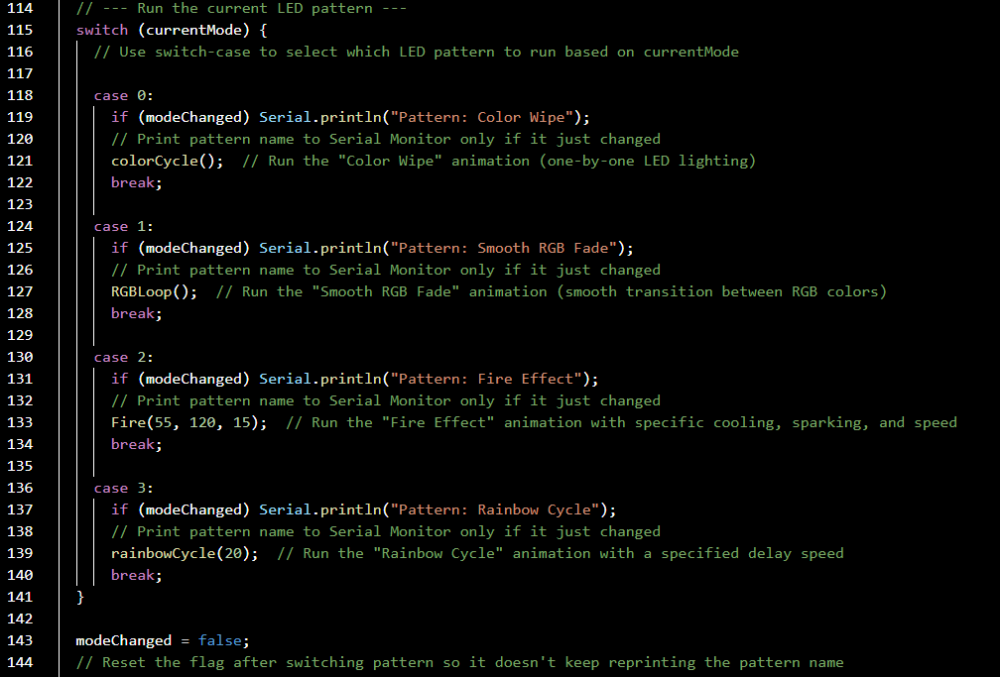 114 // --- Run the current LED pattern ---
115 switch (currentMode) {
116 // Use switch-case to select which LED pattern to run based on currentMode
117
118 case 0:
119 if (modeChanged) Serial.println("Pattern: Color Wipe");
120 // Print pattern name to Serial Monitor only if it just changed
121 colorCycle(); // Run the "Color Wipe" animation (one-by-one LED lighting)
122 break;
123
124 case 1:
125 if (modeChanged) Serial.println("Pattern: Smooth RGB Fade");
126 // Print pattern name to Serial Monitor only if it just changed
127 RGBLoop(); // Run the "Smooth RGB Fade" animation (smooth transition between RGB colors)
128 break;
129
130 case 2:
131 if (modeChanged) Serial.println("Pattern: Fire Effect");
132 // Print pattern name to Serial Monitor only if it just changed
133 Fire(55, 120, 15); // Run the "Fire Effect" animation with specific cooling, sparking, and speed
134 break;
135
136 case 3:
137 if (modeChanged) Serial.println("Pattern: Rainbow Cycle");
138 // Print pattern name to Serial Monitor only if it just changed
139 rainbowCycle(20); // Run the "Rainbow Cycle" animation with a specified delay speed
140 break;
141 }
142
143 modeChanged = false;
144 // Reset the flag after switching pattern so it doesn't keep reprinting the pattern name